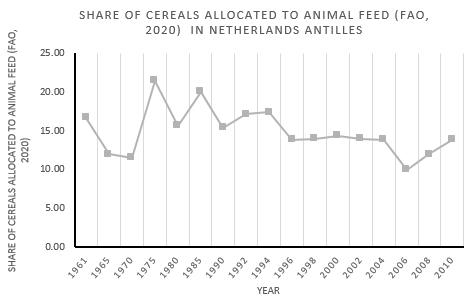 SHARE OF CEREALS ALLOCATED TO ANIMAL FEED (FAO,
2020) IN NETHERLANDS ANTILLES
SHARE OF CEREALS ALLOCATED TO ANIMAL FEED (FAO,
2020)
25.00
20.00
15.00
10.00
5.00
0.00
1961 1965 1970 1975 1980 1985 1990 1992 1994 1996 1998 2000 2002 2004 2006 2008 2010
YEAR